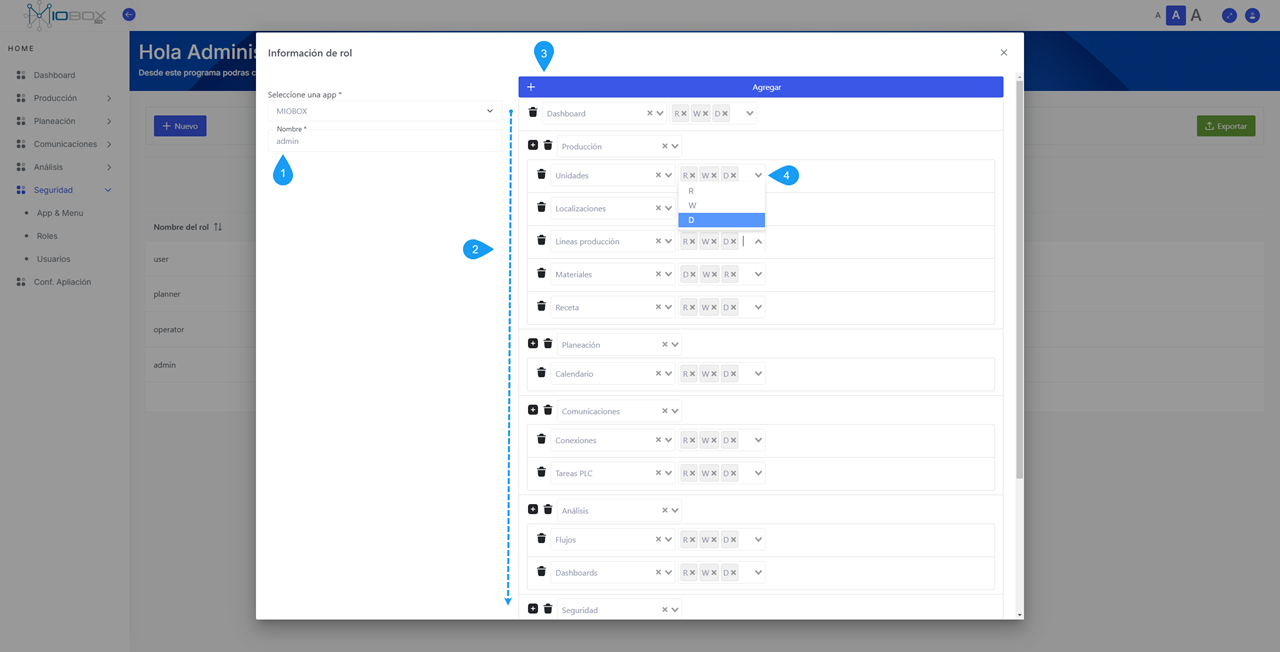 MIOBOX
A A A
HOME
Dashboard
Producción
Planeación
Comunicaciones
Análisis
Seguridad
App & Menu
Roles
Usuarios
Conf. Apliación
Hola Adminis
Desde este programa podras c
+ Nuevo
Exportar
Nombre del rol
user
planner
operator
admin
Información de rol
Seleccione una app *
MIOBOX
Nombre *
admin
1
2
3
+ Agregar
Dashboard R W D
Producción
Unidades R W D
4
R
W
D
Localizaciones
Lineas producción R W D
Materiales D W R
Receta R W D
Planeación
Calendario R W D
Comunicaciones
Conexiones R W D
Tareas PLC R W D
Análisis
Flujos R W D
Dashboards R W D
Seguridad